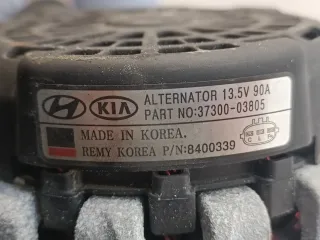 KIA ALTERNATOR 13.5V 90A
PART NO:37300-03805
MADE IN KOREA.
REMY KOREA P/N:8400339